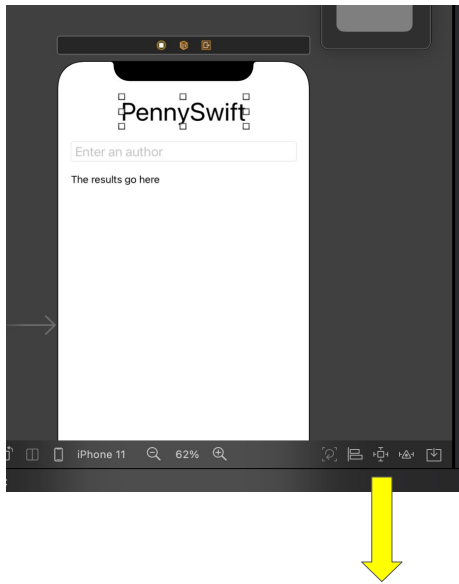 PennySwift
Enter an author
The results go here
iPhone 11 62%